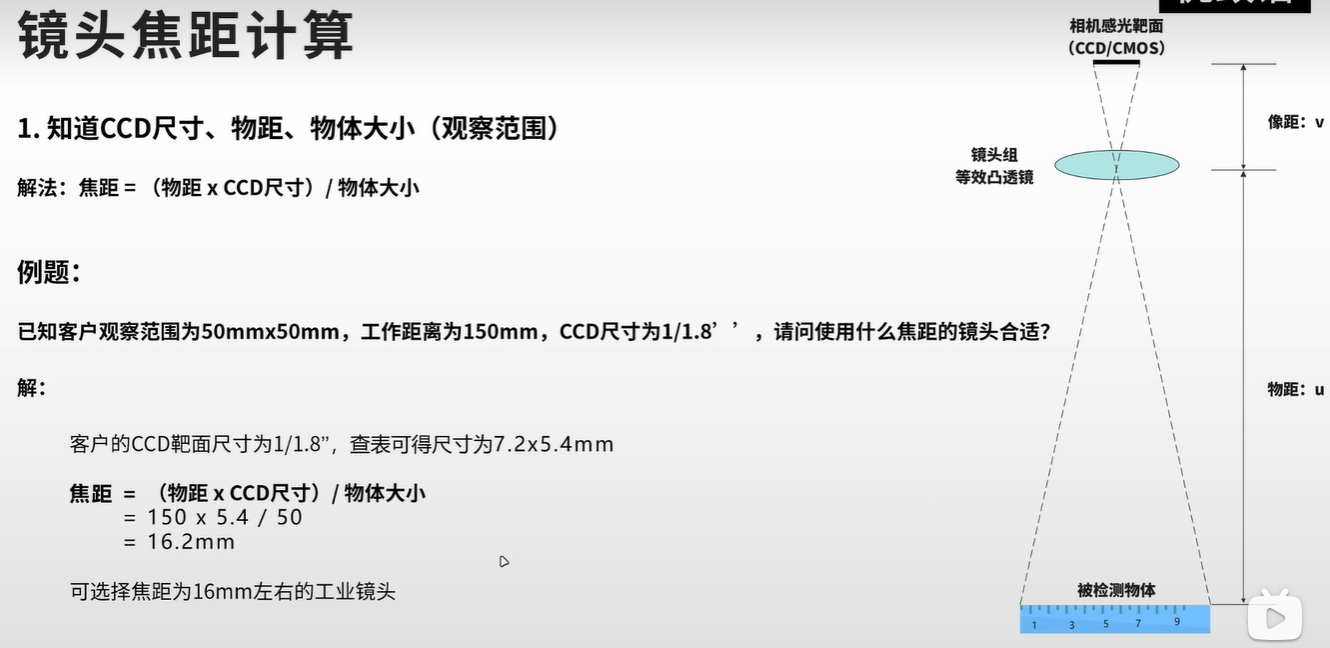 镜头焦距计算
相机感光靶面
（CCD/CMOS）
1. 知道CCD尺寸、物距、物体大小（观察范围）
像距：v
镜头组
等效凸透镜
解法：焦距 = （物距 x CCD尺寸）/ 物体大小
例题：
已知客户观察范围为50mmx50mm，工作距离为150mm，CCD尺寸为1/1.8’’，请问使用什么焦距的镜头合适？
解：
物距：u
客户的CCD靶面尺寸为1/1.8”，查表可得尺寸为7.2x5.4mm
焦距 = （物距 x CCD尺寸）/ 物体大小
= 150 x 5.4 / 50
= 16.2mm
可选择焦距为16mm左右的工业镜头
被检测物体
1 3 5 7 9